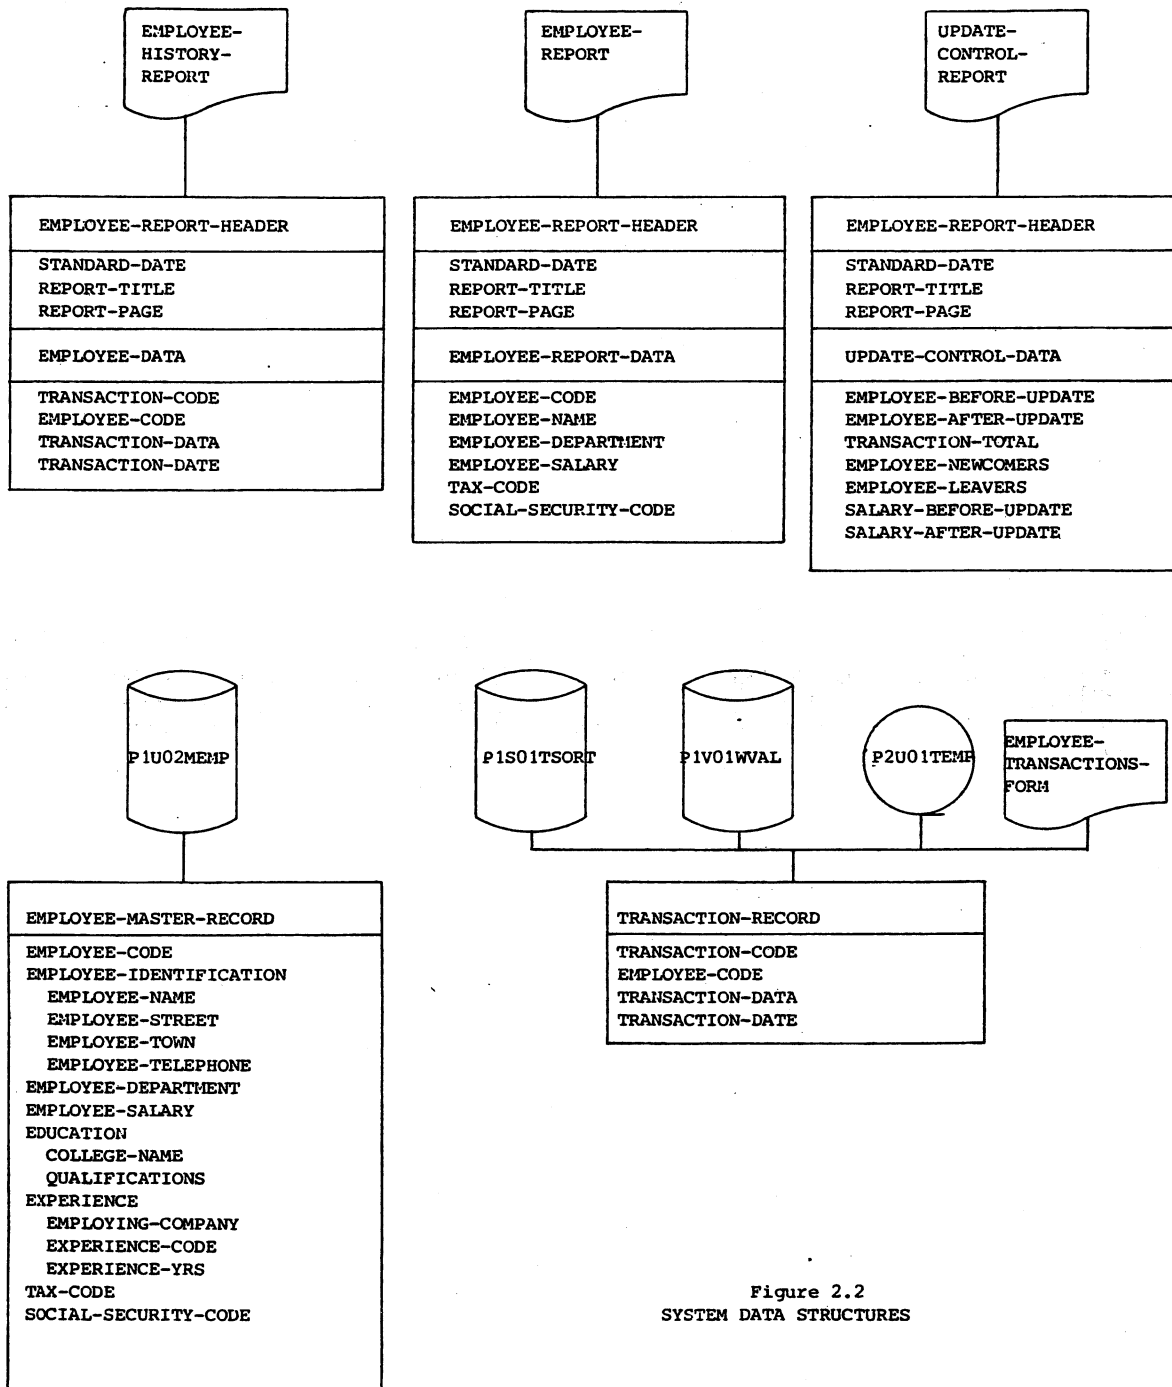 EMPLOYEE-
HISTORY-
REPORT
EMPLOYEE-
REPORT
UPDATE-
CONTROL-
REPORT
EMPLOYEE-REPORT-HEADER
STANDARD-DATE
REPORT-TITLE
REPORT-PAGE
EMPLOYEE-DATA
TRANSACTION-CODE
EMPLOYEE-CODE
TRANSACTION-DATA
TRANSACTION-DATE
EMPLOYEE-REPORT-HEADER
STANDARD-DATE
REPORT-TITLE
REPORT-PAGE
EMPLOYEE-REPORT-DATA
EMPLOYEE-CODE
EMPLOYEE-NAME
EMPLOYEE-DEPARTMENT
EMPLOYEE-SALARY
TAX-CODE
SOCIAL-SECURITY-CODE
EMPLOYEE-REPORT-HEADER
STANDARD-DATE
REPORT-TITLE
REPORT-PAGE
UPDATE-CONTROL-DATA
EMPLOYEE-BEFORE-UPDATE
EMPLOYEE-AFTER-UPDATE
TRANSACTION-TOTAL
EMPLOYEE-NEWCOMERS
EMPLOYEE-LEAVERS
SALARY-BEFORE-UPDATE
SALARY-AFTER-UPDATE
P1U02MEMP
P1S01TSORT
P1V01WVAL
P2U01TEMP
EMPLOYEE-
TRANSACTIONS-
FORM
EMPLOYEE-MASTER-RECORD
EMPLOYEE-CODE
EMPLOYEE-IDENTIFICATION
EMPLOYEE-NAME
EMPLOYEE-STREET
EMPLOYEE-TOWN
EMPLOYEE-TELEPHONE
EMPLOYEE-DEPARTMENT
EMPLOYEE-SALARY
EDUCATION
COLLEGE-NAME
QUALIFICATIONS
EXPERIENCE
EMPLOYING-COMPANY
EXPERIENCE-CODE
EXPERIENCE-YRS
TAX-CODE
SOCIAL-SECURITY-CODE
TRANSACTION-RECORD
TRANSACTION-CODE
EMPLOYEE-CODE
TRANSACTION-DATA
TRANSACTION-DATE
Figure 2.2
SYSTEM DATA STRUCTURES